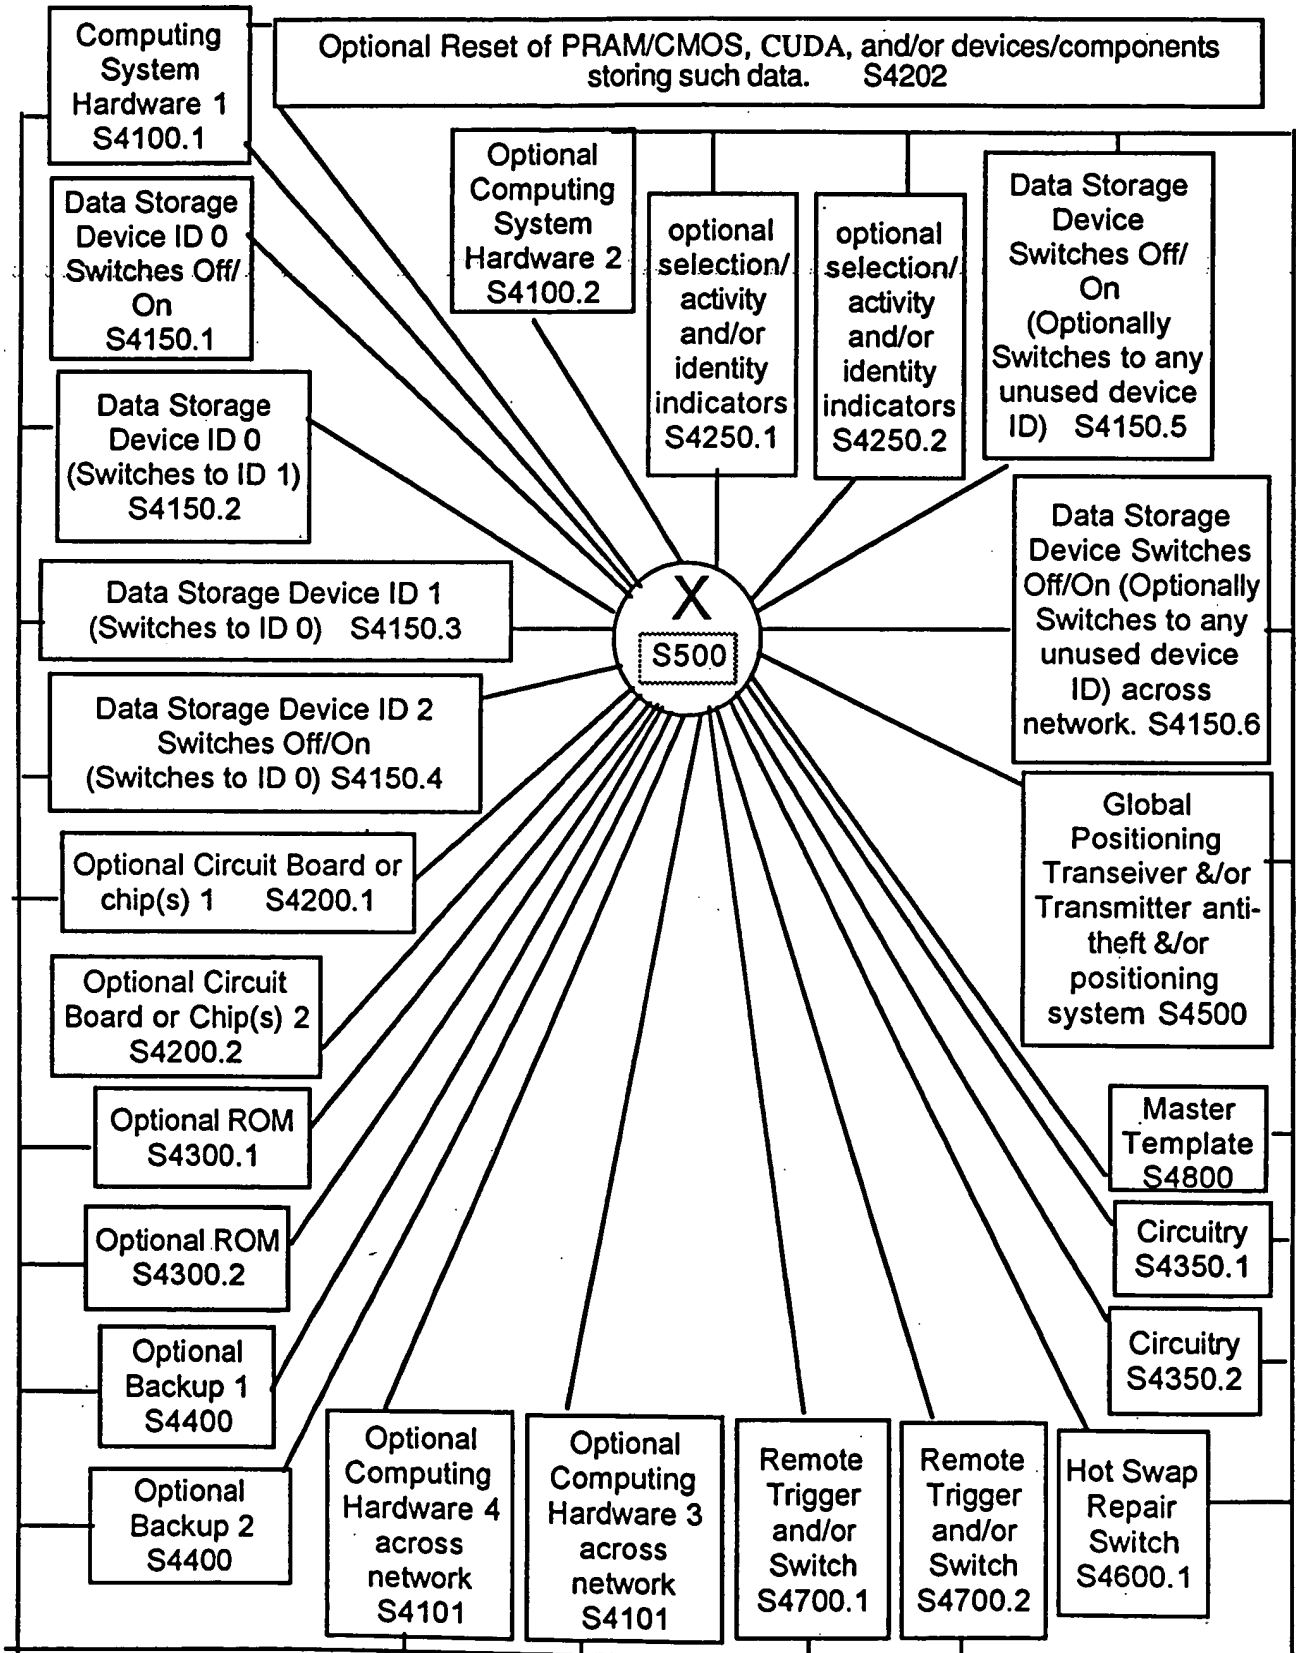 Computing
System
Hardware 1
S4100.1
Optional Reset of PRAM/CMOS, CUDA, and/or devices/components
storing such data. S4202
Data Storage
Device ID 0
Switches Off/
On
S4150.1
Optional
Computing
System
Hardware 2
S4100.2
optional
selection/
activity
and/or
identity
indicators
S4250.1
optional
selection/
activity
and/or
identity
indicators
S4250.2
Data Storage
Device
Switches Off/
On
(Optionally
Switches to any
unused device
ID) S4150.5
Data Storage
Device ID 0
(Switches to ID 1)
S4150.2
Data Storage
Device Switches
Off/On (Optionally
Switches to any
unused device
ID) across
network. S4150.6
Data Storage Device ID 1
(Switches to ID 0) S4150.3
X
S500
Data Storage Device ID 2
Switches Off/On
(Switches to ID 0) S4150.4
Global
Positioning
Transeiver &/or
Transmitter anti-
theft &/or
positioning
system S4500
Optional Circuit Board or
chip(s) 1 S4200.1
Optional Circuit
Board or Chip(s) 2
S4200.2
Optional ROM
S4300.1
Master
Template
S4800
Optional ROM
S4300.2
Circuitry
S4350.1
Optional
Backup 1
S4400
Circuitry
S4350.2
Optional
Backup 2
S4400
Optional
Computing
Hardware 4
across
network
S4101
Optional
Computing
Hardware 3
across
network
S4101
Remote
Trigger
and/or
Switch
S4700.1
Remote
Trigger
and/or
Switch
S4700.2
Hot Swap
Repair
Switch
S4600.1